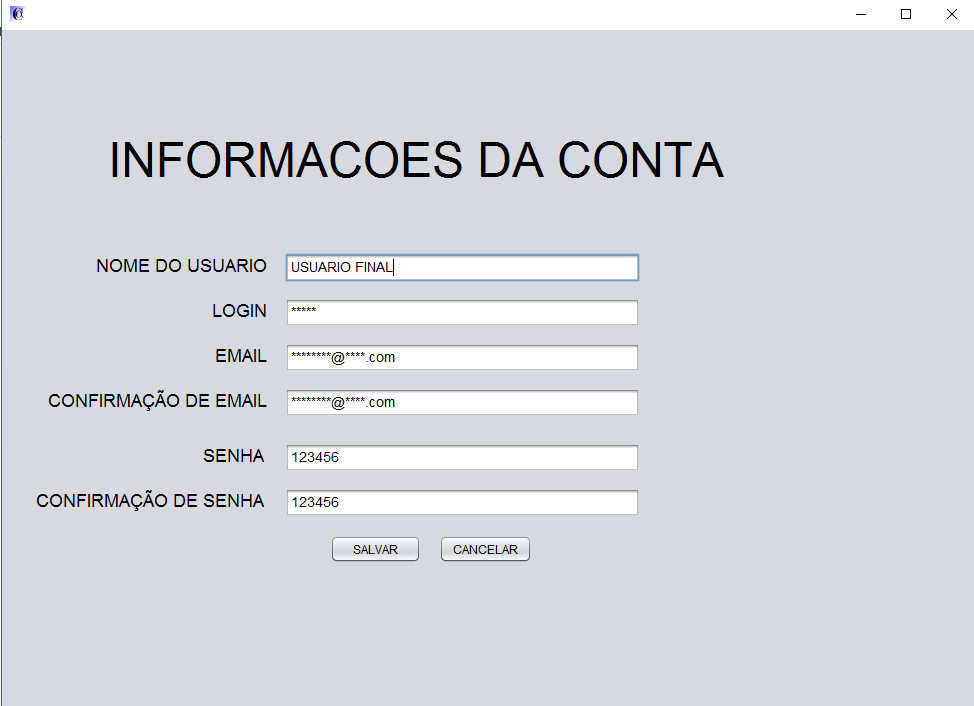 INFORMACOES DA CONTA
NOME DO USUARIO USUARIO FINAL
LOGIN *****
EMAIL ********@****.com
CONFIRMAÇÃO DE EMAIL ********@****.com
SENHA 123456
CONFIRMAÇÃO DE SENHA 123456
SALVAR CANCELAR